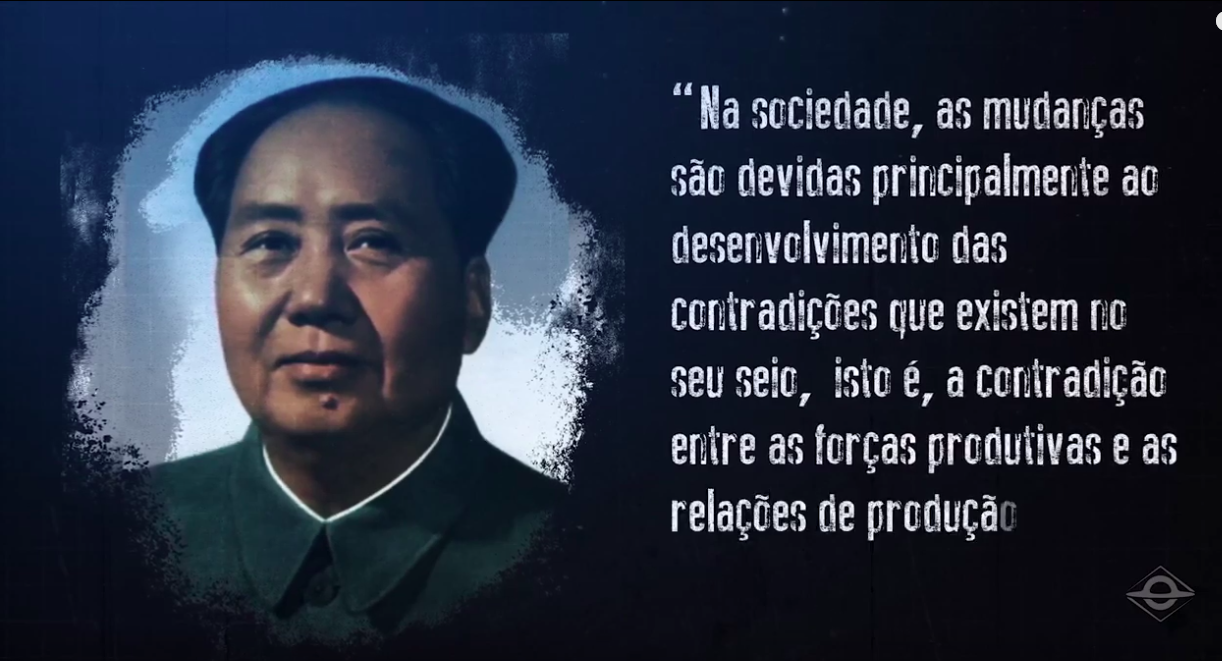 “Na sociedade, as mudanças
são devidas principalmente ao
desenvolvimento das
contradições que existem no
seu seio, isto é, a contradição
entre as forças produtivas e as
relações de produção